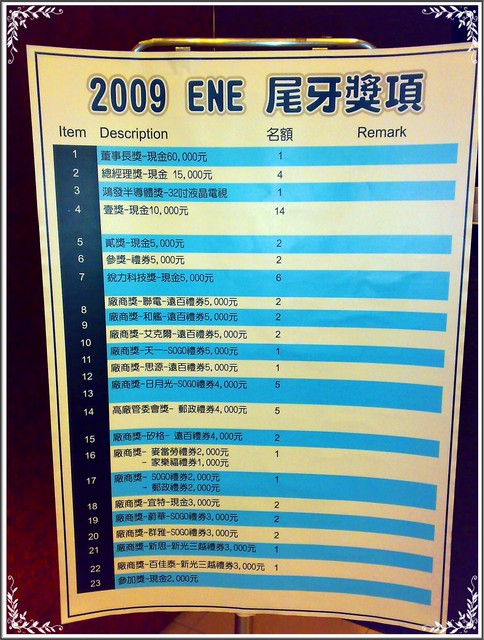 2009 ENE 尾牙獎項
Item Description 名額 Remark
1 董事長獎-現金60,000元 1
2 總經理獎-現金 15,000元 4
3 鴻發半導體獎-32吋液晶電視 1
4 壹獎-現金10,000元 14
5 貳獎-現金5,000元 2
6 參獎-禮券5,000元 2
7 銳力科技獎-現金5,000元 6
8 廠商獎-聯電-遠百禮券5,000元 2
9 廠商獎-和艦-遠百禮券5,000元 2
10 廠商獎-艾克爾-遠百禮券5,000元 2
11 廠商獎-天一-SOGO禮券5,000元 1
12 廠商獎-思源-遠百禮券5,000元 1
13 廠商獎-日月光-SOGO禮券4,000元 5
14 高廠管委會獎- 郵政禮券4,000元 5
15 廠商獎-矽格- 遠百禮券4,000元 2
16 廠商獎- 麥當勞禮券2,000元 1
- 家樂福禮券1,000元
17 廠商獎- SOGO禮券2,000元 1
- 郵政禮券2,000元
18 廠商獎-宜特-現金3,000元 2
19 廠商獎-蔚華-SOGO禮券3,000元 2
20 廠商獎-群雅-SOGO禮券3,000元 2
21 廠商獎-新思-新光三越禮券3,000元 1
22 廠商獎-百佳泰-新光三越禮券3,000元 1
23 參加獎-現金2,000元